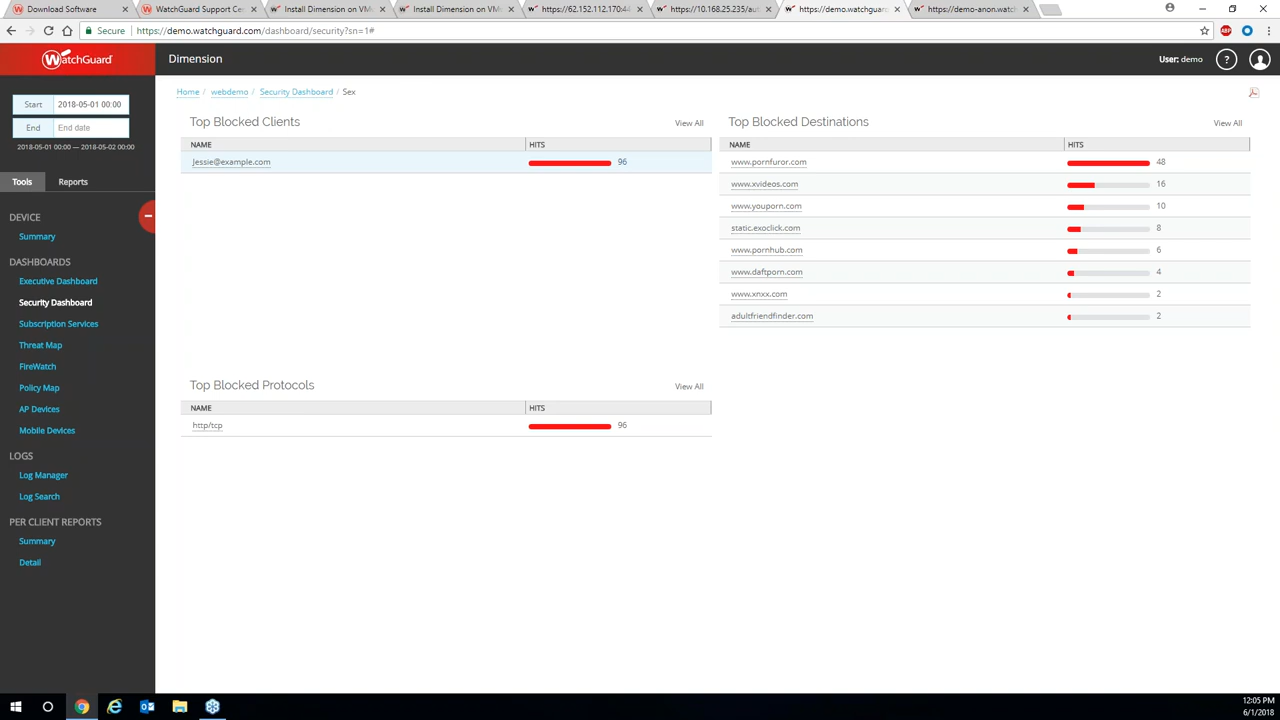 Download Software
WatchGuard Support Ce
Install Dimension on VM
Install Dimension on VM
https://62.152.112.170:44
https://10.168.25.235/au
https://demo.watchguard
https://demo-anon.watch
Secure https://demo.watchguard.com/dashboard/security?sn=1#
WatchGuard
Dimension
User: demo
?
Start 2018-05-01 00:00
End End date
2018-05-01 00:00 — 2018-05-02 00:00
Tools Reports
DEVICE
Summary
DASHBOARDS
Executive Dashboard
Security Dashboard
Subscription Services
Threat Map
FireWatch
Policy Map
AP Devices
Mobile Devices
LOGS
Log Manager
Log Search
PER CLIENT REPORTS
Summary
Detail
Home / webdemo / Security Dashboard / Sex
Top Blocked Clients View All
NAME HITS
Jessie@example.com 96
Top Blocked Destinations View All
NAME HITS
www.pornfuror.com 48
www.xvideos.com 16
www.youporn.com 10
static.exoclick.com 8
www.pornhub.com 6
www.daftporn.com 4
www.xnxx.com 2
adultfriendfinder.com 2
Top Blocked Protocols View All
NAME HITS
http/tcp 96
12:05 PM
6/1/2018